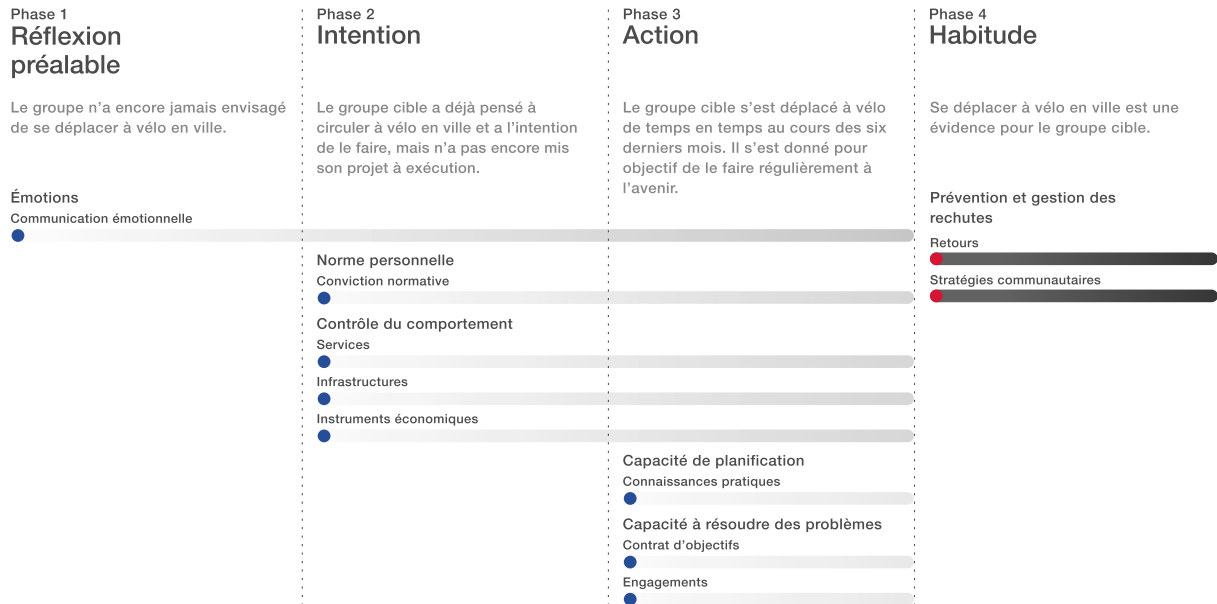 Phase 1
Réflexion
préalable
Le groupe n'a encore jamais envisagé
de se déplacer à vélo en ville.
Émotions
Communication émotionnelle
Phase 2
Intention
Le groupe cible a déjà pensé à
circuler à vélo en ville et a l'intention
de le faire, mais n'a pas encore mis
son projet à exécution.
Norme personnelle
Conviction normative
Contrôle du comportement
Services
Infrastructures
Instruments économiques
Phase 3
Action
Le groupe cible s'est déplacé à vélo
de temps en temps au cours des six
derniers mois. Il s'est donné pour
objectif de le faire régulièrement à
l'avenir.
Capacité de planification
Connaissances pratiques
Capacité à résoudre des problèmes
Contrat d'objectifs
Engagements
Phase 4
Habitude
Se déplacer à vélo en ville est une
évidence pour le groupe cible.
Prévention et gestion des
rechutes
Retours
Stratégies communautaires